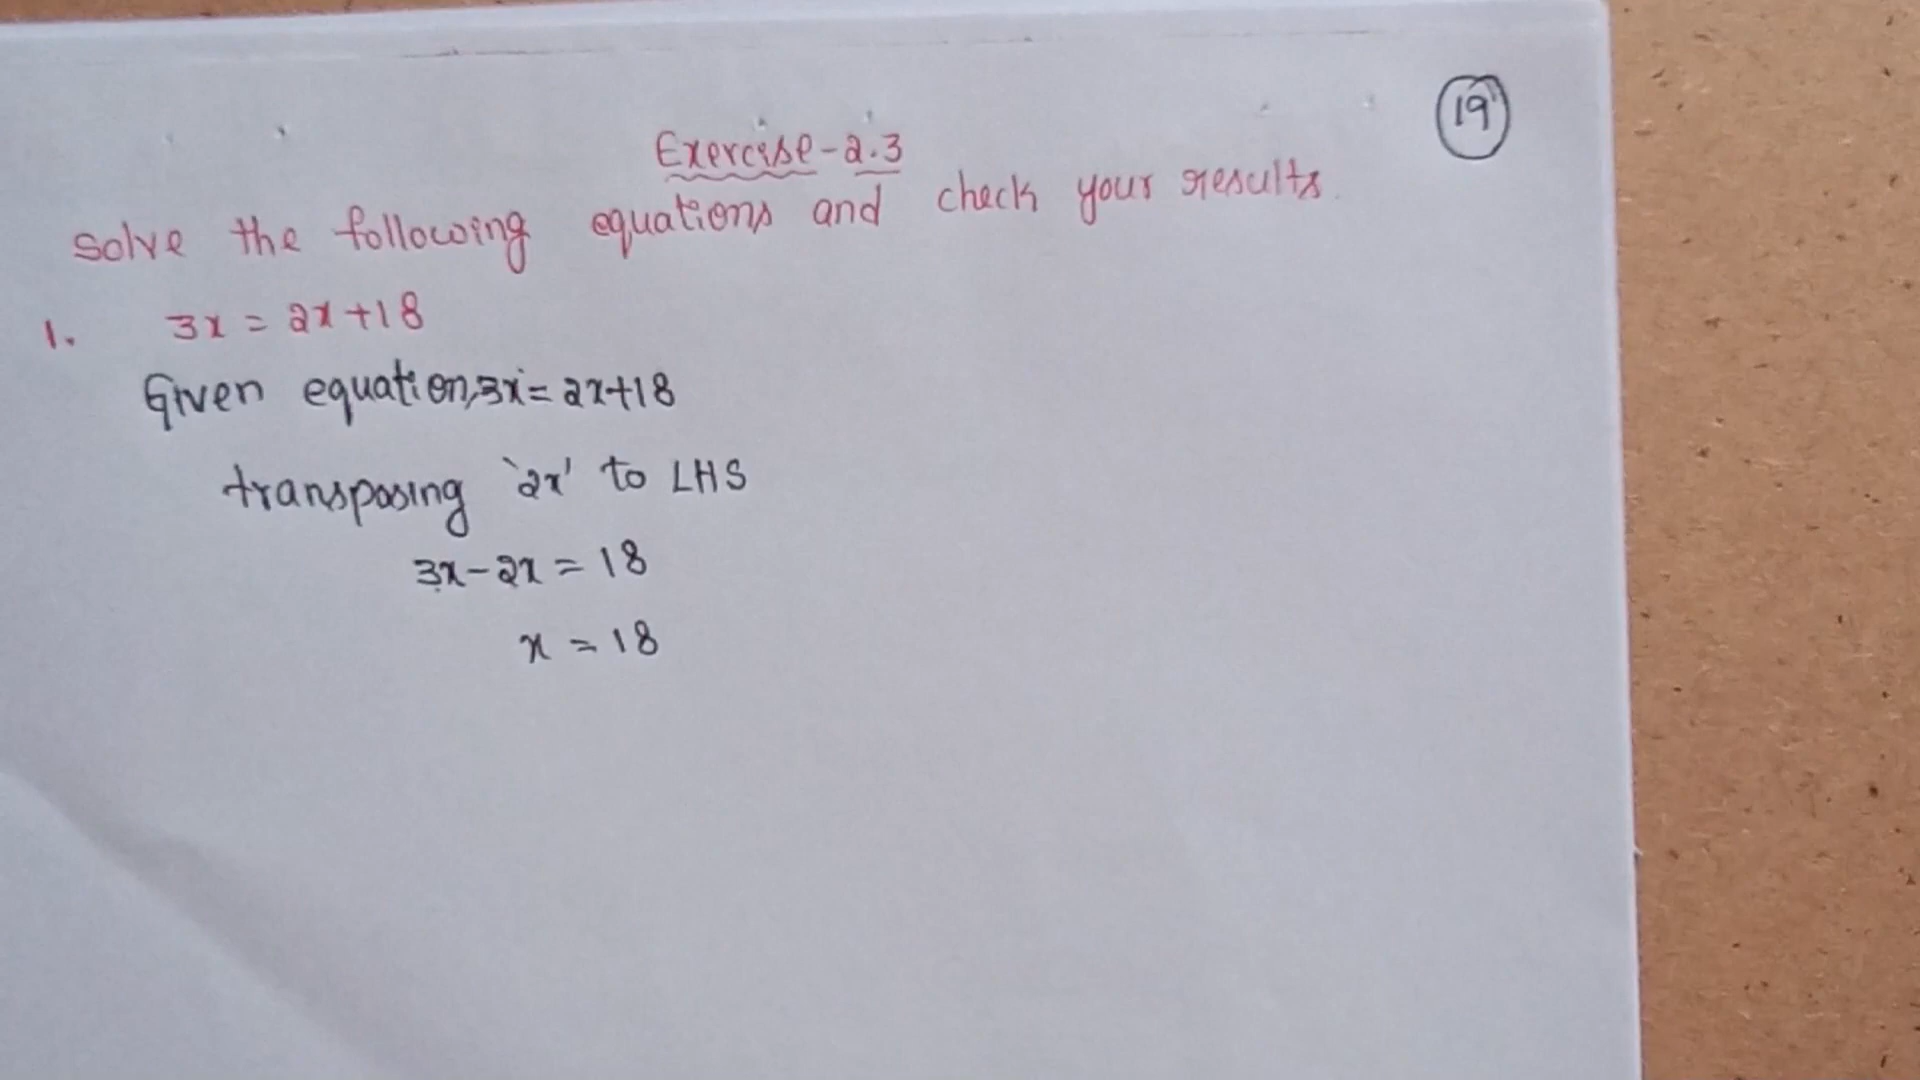 19
Exercise-2.3
solve the following equations and check your results.
1. 3x = 2x+18
Given equation, 3x = 2x+18
transposing `2x' to LHS
3x-2x = 18
x = 18